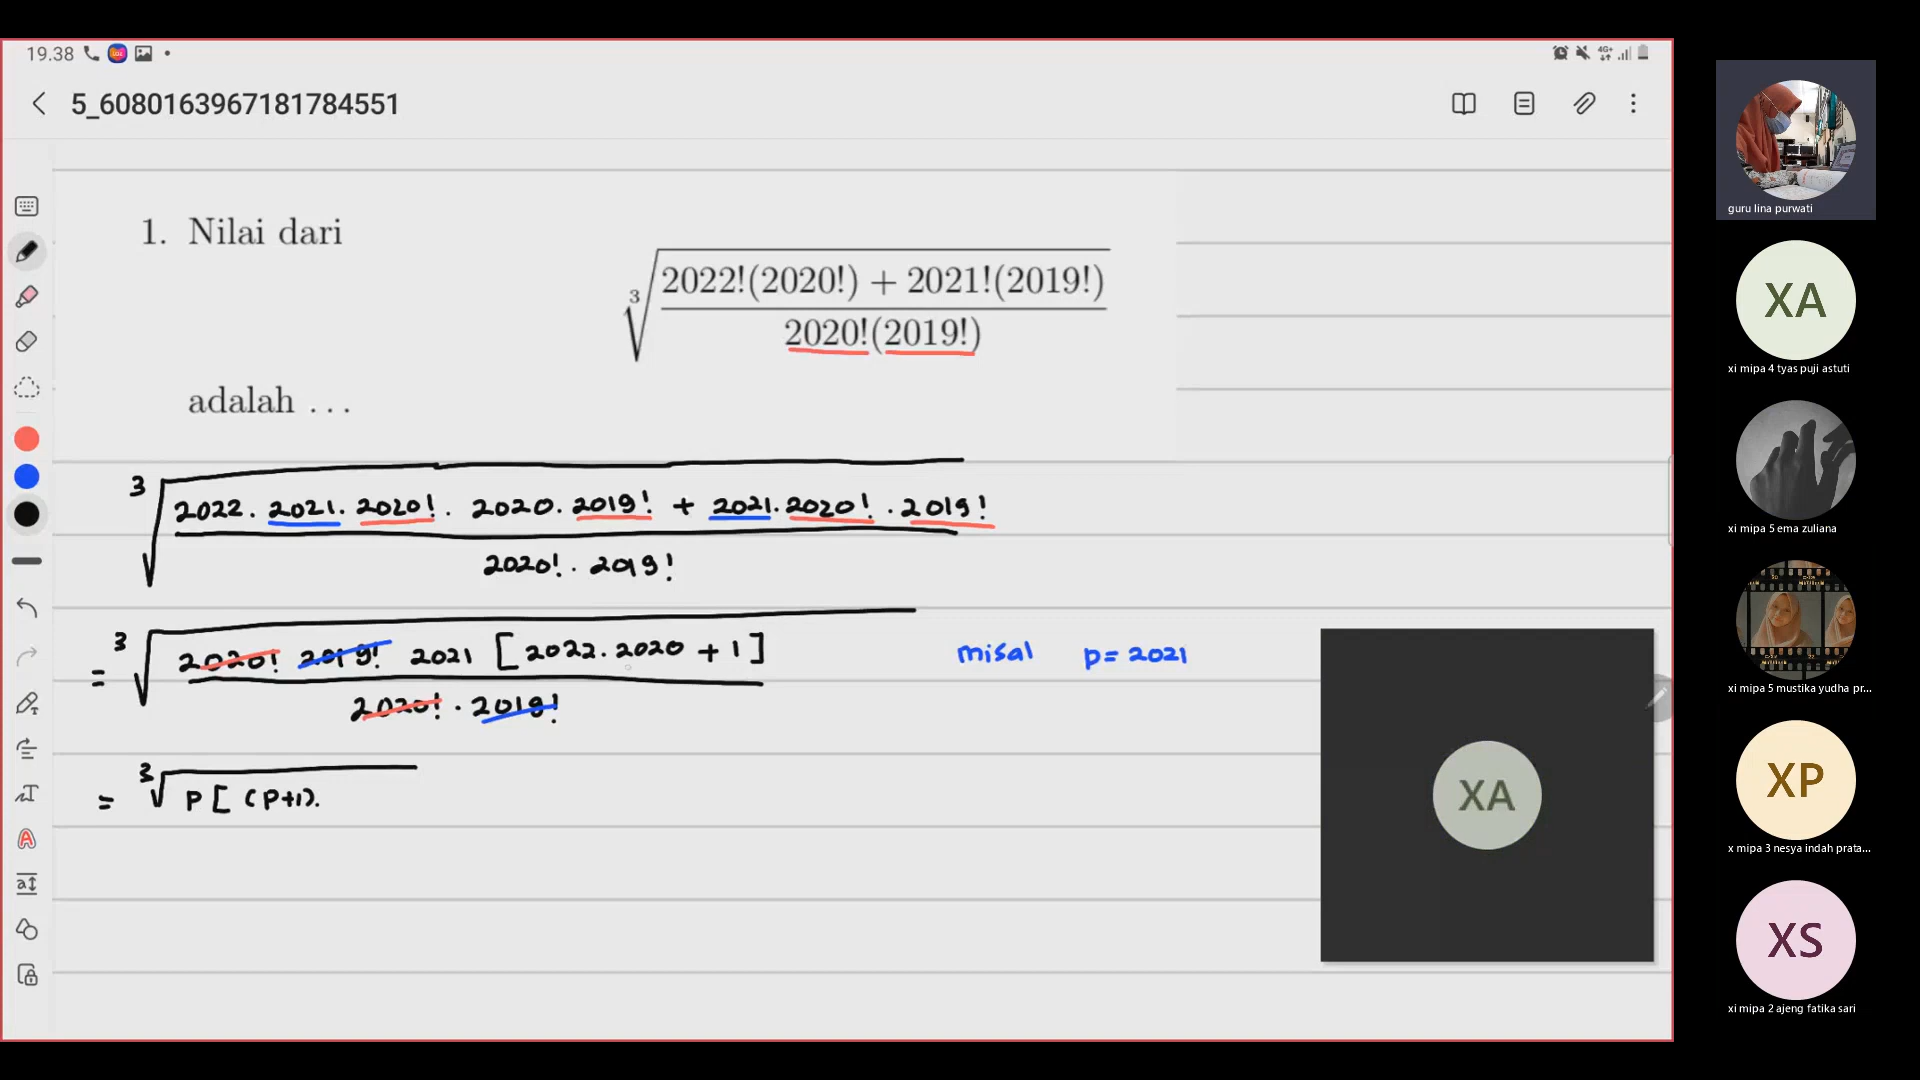 19.38
4G+
5_6080163967181784551
1. Nilai dari
3√ 2022!(2020!) + 2021!(2019!)
2020!(2019!)
adalah ...
3√ 2022. 2021. 2020! . 2020. 2019! + 2021. 2020! . 2019!
2020! . 2019!
= 3√ 2020! 2019! 2021 [2022. 2020 + 1]
2020! . 2019!
misal p= 2021
= 3√ P [ (P+1).
XA
guru lina purwati
XA
xi mipa 4 tyas puji astuti
xi mipa 5 ema zuliana
xi mipa 5 mustika yudha pr...
XP
x mipa 3 nesya indah prata...
XS
xi mipa 2 ajeng fatika sari